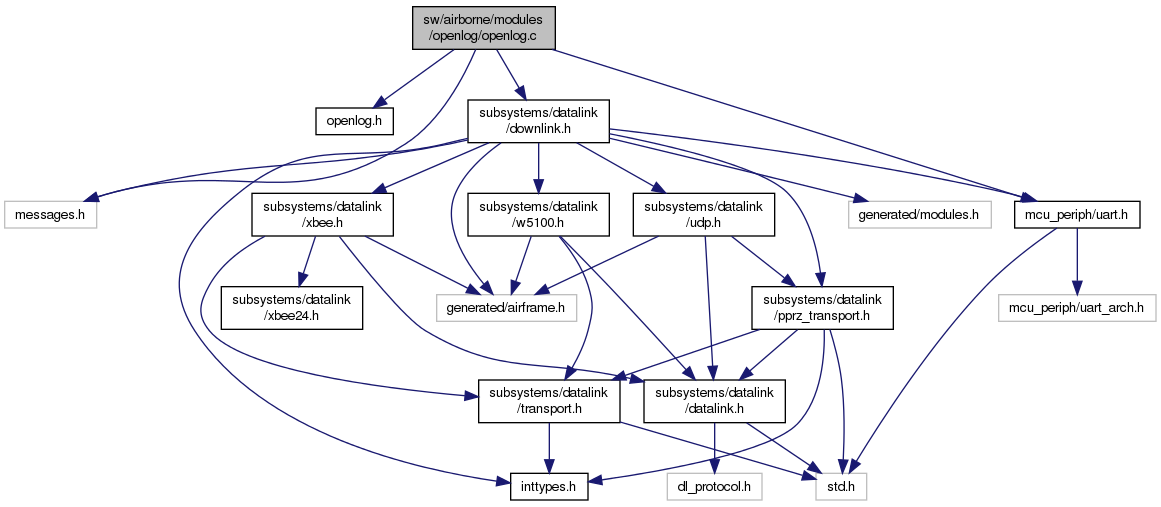 sw/airborne/modules
/openlog/openlog.c
openlog.h
subsystems/datalink
/downlink.h
messages.h
subsystems/datalink
/xbee.h
subsystems/datalink
/w5100.h
subsystems/datalink
/udp.h
generated/modules.h
mcu_periph/uart.h
subsystems/datalink
/xbee24.h
generated/airframe.h
subsystems/datalink
/pprz_transport.h
mcu_periph/uart_arch.h
subsystems/datalink
/transport.h
subsystems/datalink
/datalink.h
inttypes.h
dl_protocol.h
std.h